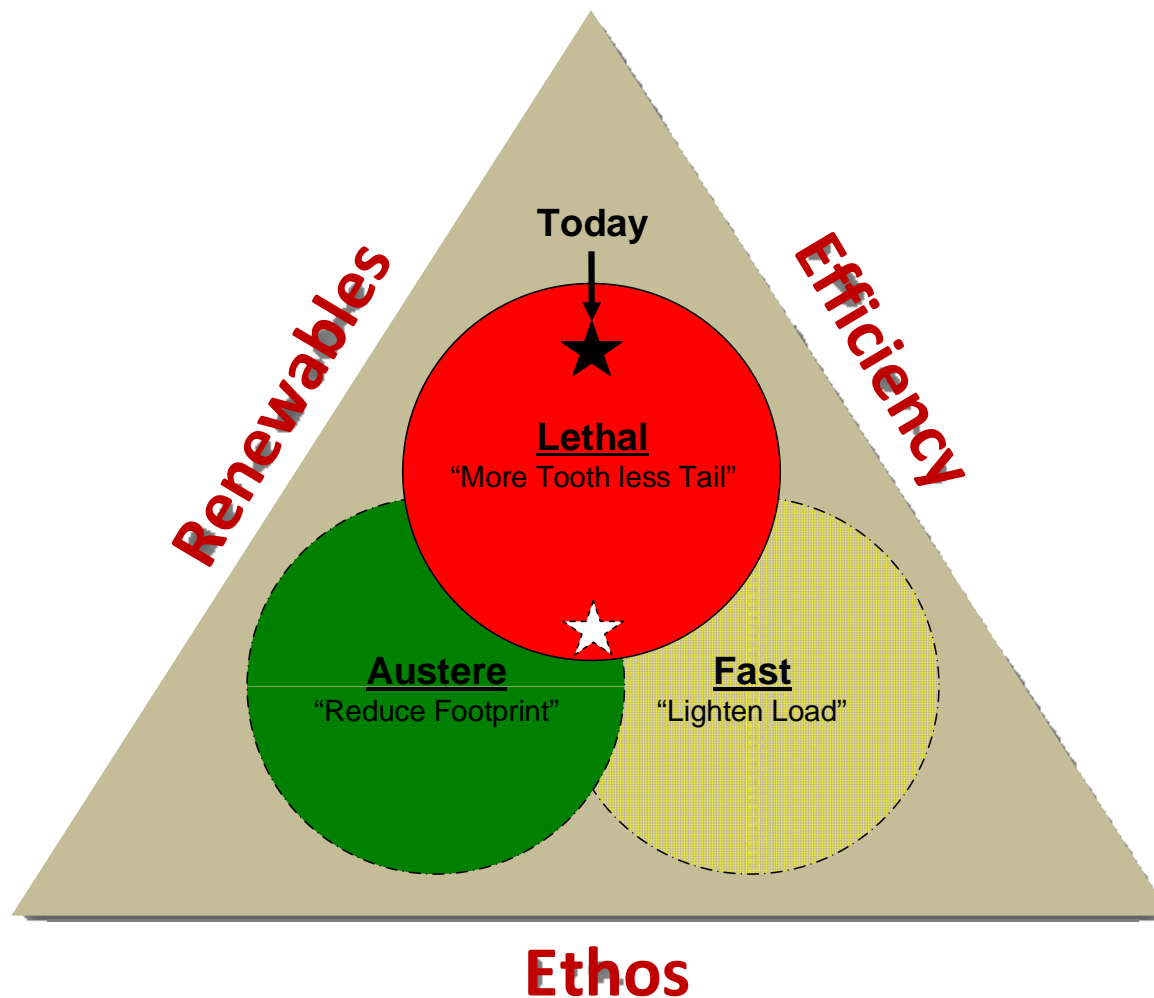 Today
Renewables
Efficiency
Lethal
“More Tooth less Tail”
Austere
“Reduce Footprint”
Fast
“Lighten Load”
Ethos